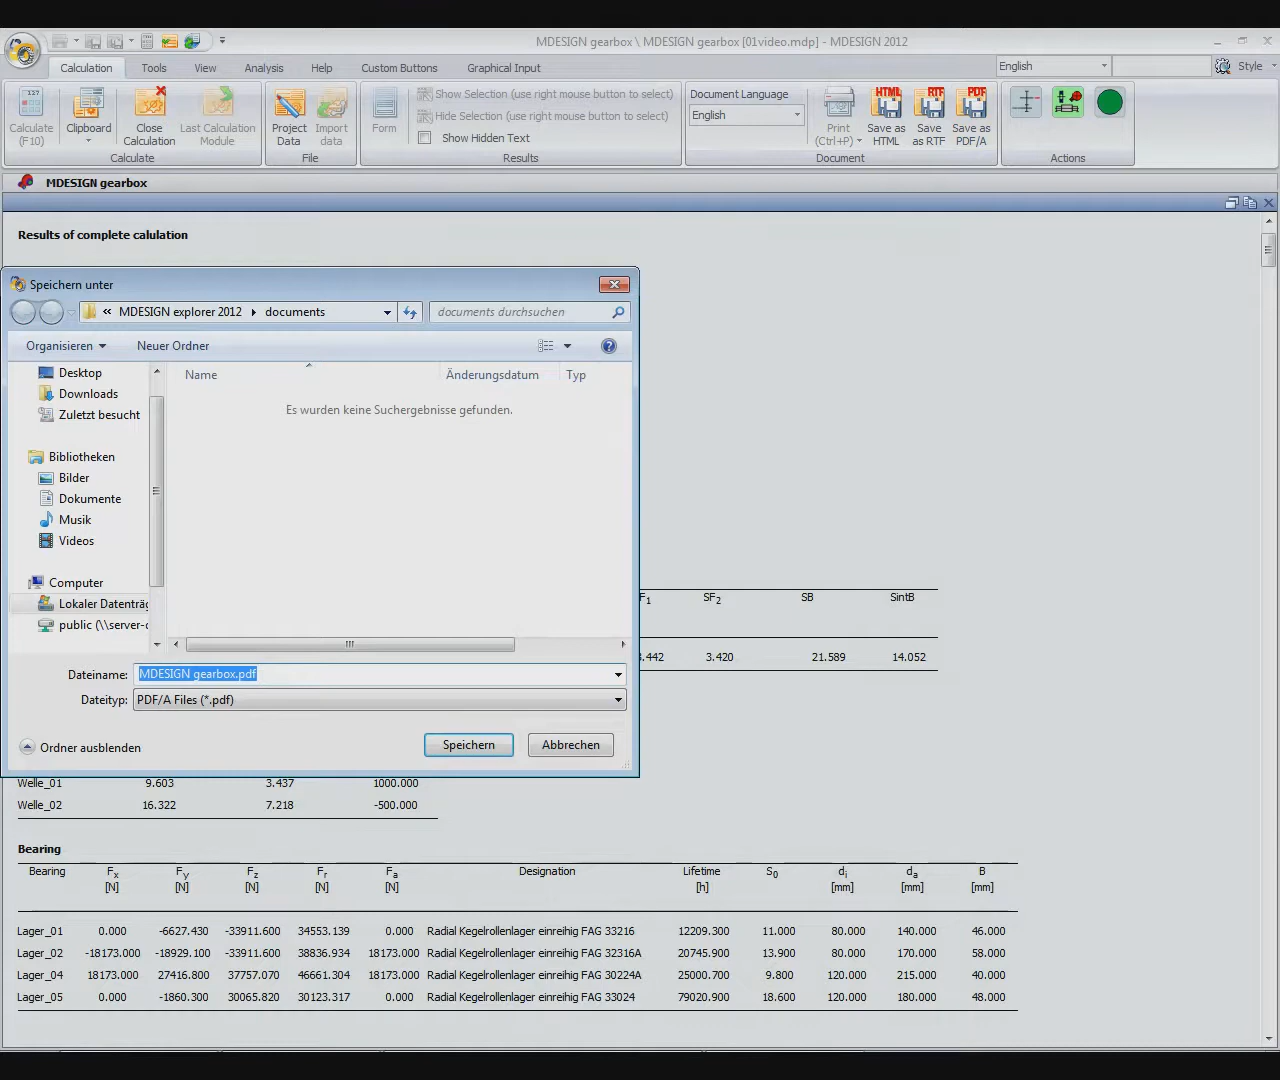 MDESIGN gearbox \ MDESIGN gearbox [01video.mdp] - MDESIGN 2012
Calculation Tools View Analysis Help Custom Buttons Graphical Input English Style
Calculate (F10)
Clipboard
Close Calculation
Last Calculation Module
Calculate
Project Data
Import data
File
Form
Show Selection (use right mouse button to select)
Hide Selection (use right mouse button to select)
Show Hidden Text
Results
Document Language
English
Print (Ctrl+P)
HTML Save as HTML
RTF Save as RTF
PDF Save as PDF/A
Document
Actions
MDESIGN gearbox
Results of complete calulation
Speichern unter
« MDESIGN explorer 2012 documents
documents durchsuchen
Organisieren Neuer Ordner
Desktop
Downloads
Zuletzt besucht
Bibliotheken
Bilder
Dokumente
Musik
Videos
Computer
Lokaler Datenträg
public (\\server-
Name Änderungsdatum Typ
Es wurden keine Suchergebnisse gefunden.
Dateiname: MDESIGN gearbox.pdf
Dateityp: PDF/A Files (*.pdf)
Ordner ausblenden Speichern Abbrechen
F1 SF2 SB SintB
.442 3.420 21.589 14.052
Welle_01 9.603 3.437 1000.000
Welle_02 16.322 7.218 -500.000
Bearing
Bearing Fx Fy Fz Fr Fa Designation Lifetime S0 di da B
[N] [N] [N] [N] [N] [h] [mm] [mm] [mm]
Lager_01 0.000 -6627.430 -33911.600 34553.139 0.000 Radial Kegelrollenlager einreihig FAG 33216 12209.300 11.000 80.000 140.000 46.000
Lager_02 -18173.000 -18929.100 -33911.600 38836.934 18173.000 Radial Kegelrollenlager einreihig FAG 32316A 20745.900 13.900 80.000 170.000 58.000
Lager_04 18173.000 27416.800 37757.070 46661.304 18173.000 Radial Kegelrollenlager einreihig FAG 30224A 25000.700 9.800 120.000 215.000 40.000
Lager_05 0.000 -1860.300 30065.820 30123.317 0.000 Radial Kegelrollenlager einreihig FAG 33024 79020.900 18.600 120.000 180.000 48.000